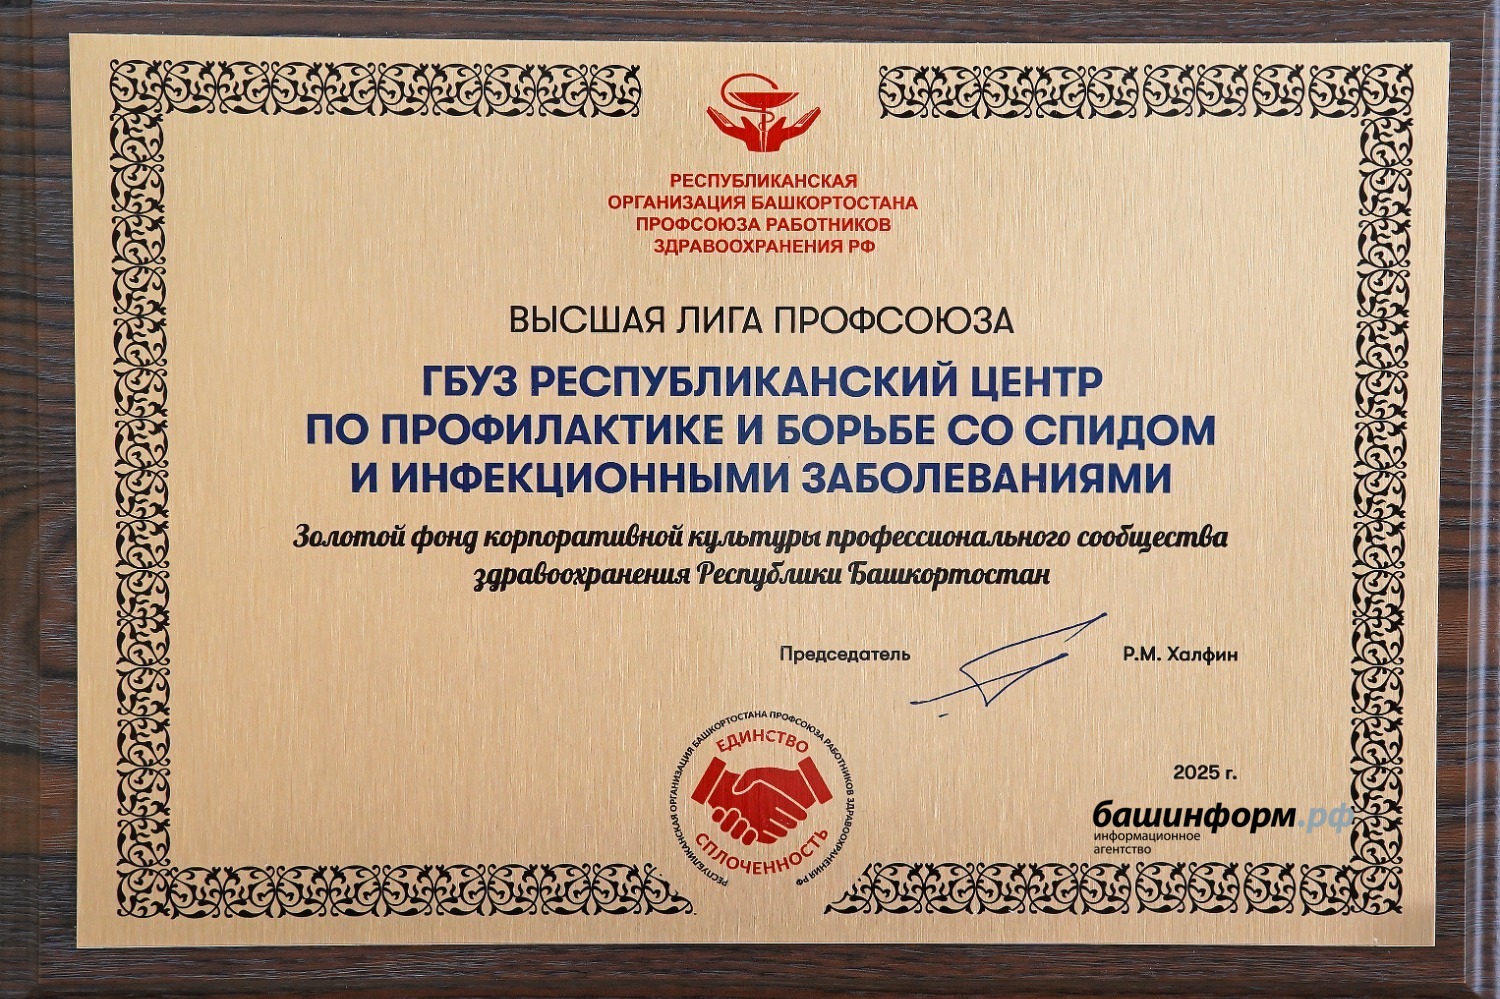 РЕСПУБЛИКАНСКАЯ
ОРГАНИЗАЦИЯ БАШКОРТОСТАНА
ПРОФСОЮЗА РАБОТНИКОВ
ЗДРАВООХРАНЕНИЯ РФ
ВЫСШАЯ ЛИГА ПРОФСОЮЗА
ГБУЗ РЕСПУБЛИКАНСКИЙ ЦЕНТР
ПО ПРОФИЛАКТИКЕ И БОРЬБЕ СО СПИДОМ
И ИНФЕКЦИОННЫМИ ЗАБОЛЕВАНИЯМИ
Золотой фонд корпоративной культуры профессионального сообщества
здравоохранения Республики Башкортостан
Председатель Р.М. Халфин
РЕСПУБЛИКАНСКАЯ ОРГАНИЗАЦИЯ БАШКОРТОСТАНА ПРОФСОЮЗА РАБОТНИКОВ ЗДРАВООХРАНЕНИЯ РФ
ЕДИНСТВО
СПЛОЧЕННОСТЬ
2025 г.
башинформ.рф
информационное
агентство